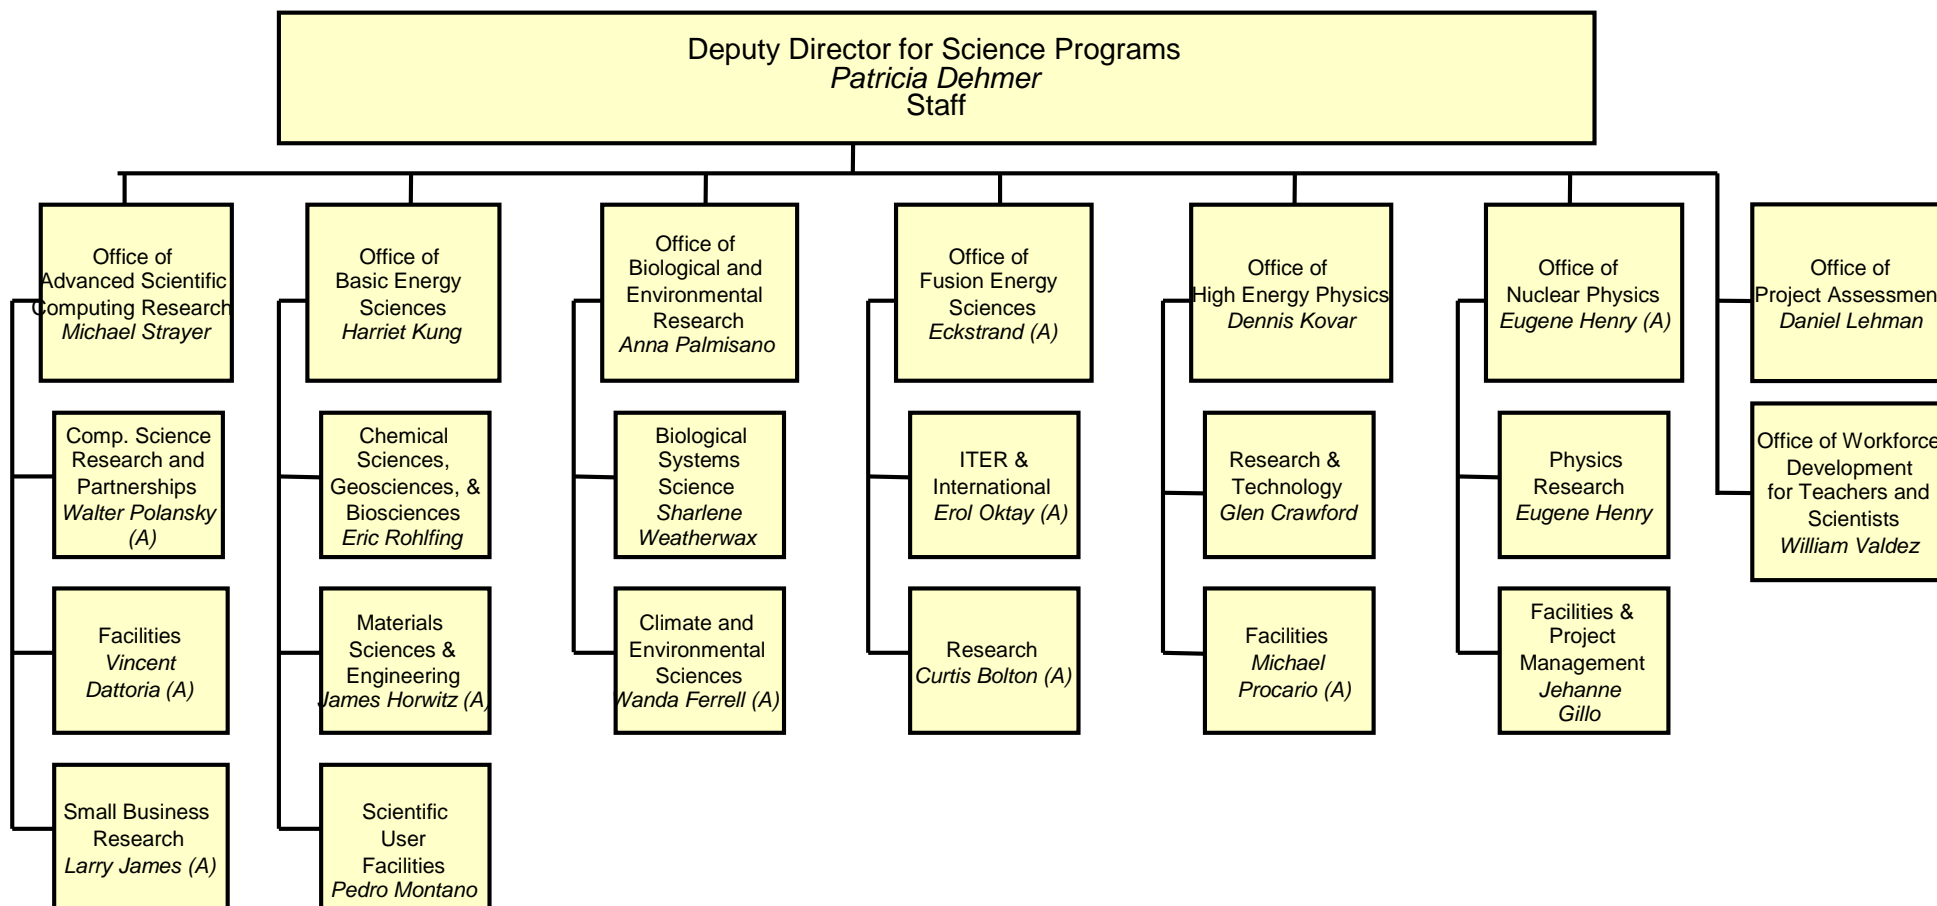 Deputy Director for Science Programs
Patricia Dehmer
Staff
Office of
Advanced Scientific
Computing Research
Michael Strayer
Office of
Basic Energy
Sciences
Harriet Kung
Office of
Biological and
Environmental
Research
Anna Palmisano
Office of
Fusion Energy
Sciences
Eckstrand (A)
Office of
High Energy Physics
Dennis Kovar
Office of
Nuclear Physics
Eugene Henry (A)
Office of
Project Assessmen
Daniel Lehman
Comp. Science
Research and
Partnerships
Walter Polansky
(A)
Chemical
Sciences,
Geosciences, &
Biosciences
Eric Rohlfing
Biological
Systems
Science
Sharlene
Weatherwax
ITER &
International
Erol Oktay (A)
Research &
Technology
Glen Crawford
Physics
Research
Eugene Henry
Office of Workforce
Development
for Teachers and
Scientists
William Valdez
Facilities
Vincent
Dattoria (A)
Materials
Sciences &
Engineering
James Horwitz (A)
Climate and
Environmental
Sciences
Wanda Ferrell (A)
Research
Curtis Bolton (A)
Facilities
Michael
Procario (A)
Facilities &
Project
Management
Jehanne
Gillo
Small Business
Research
Larry James (A)
Scientific
User
Facilities
Pedro Montano